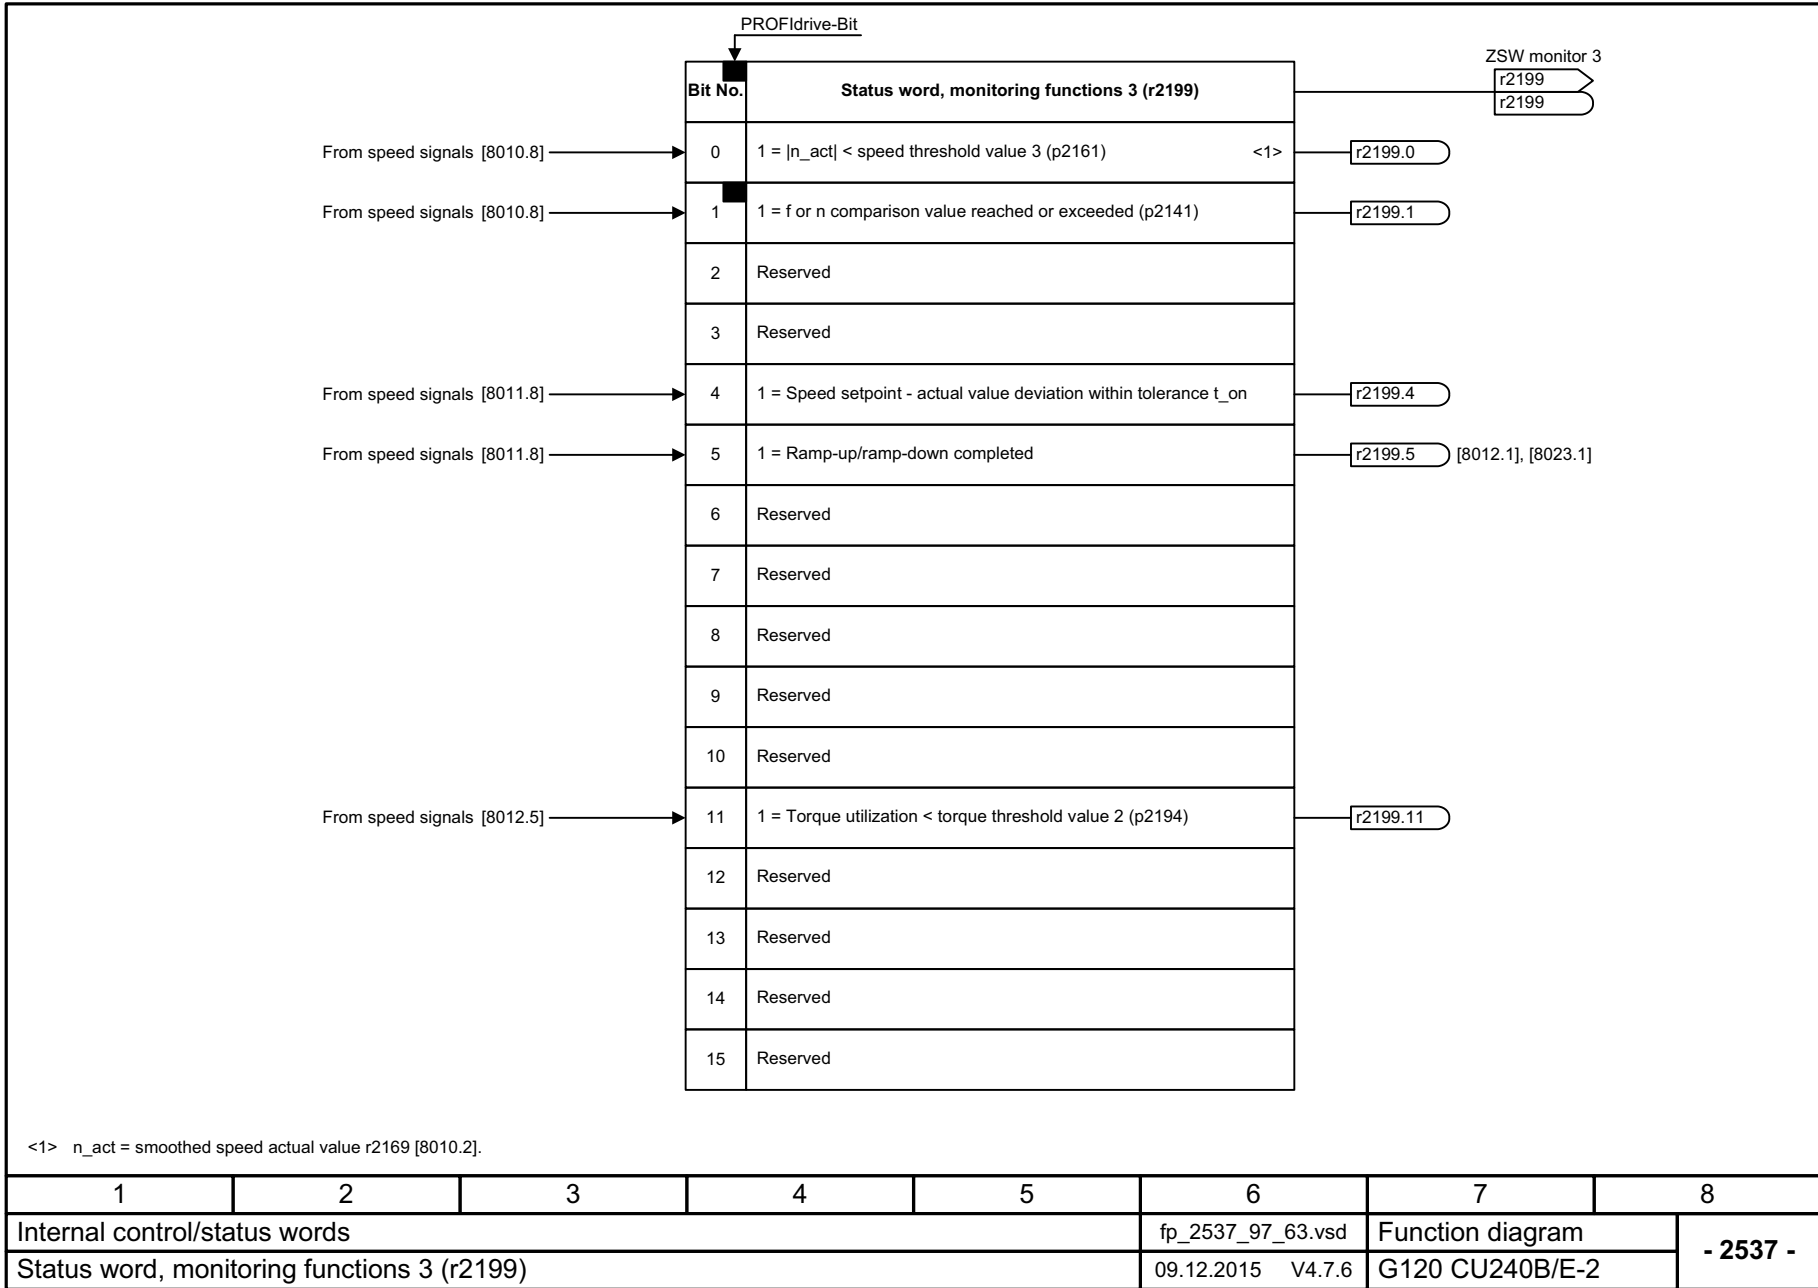 PROFIdrive-Bit
ZSW monitor 3
r2199
r2199
Bit No. Status word, monitoring functions 3 (r2199)
From speed signals [8010.8] 0 1 = |n_act| < speed threshold value 3 (p2161) <1> r2199.0
From speed signals [8010.8] 1 1 = f or n comparison value reached or exceeded (p2141) r2199.1
2 Reserved
3 Reserved
From speed signals [8011.8] 4 1 = Speed setpoint - actual value deviation within tolerance t_on r2199.4
From speed signals [8011.8] 5 1 = Ramp-up/ramp-down completed r2199.5 [8012.1], [8023.1]
6 Reserved
7 Reserved
8 Reserved
9 Reserved
10 Reserved
From speed signals [8012.5] 11 1 = Torque utilization < torque threshold value 2 (p2194) r2199.11
12 Reserved
13 Reserved
14 Reserved
15 Reserved
<1> n_act = smoothed speed actual value r2169 [8010.2].
1 2 3 4 5 6 7 8
Internal control/status words fp_2537_97_63.vsd Function diagram - 2537 -
Status word, monitoring functions 3 (r2199) 09.12.2015 V4.7.6 G120 CU240B/E-2